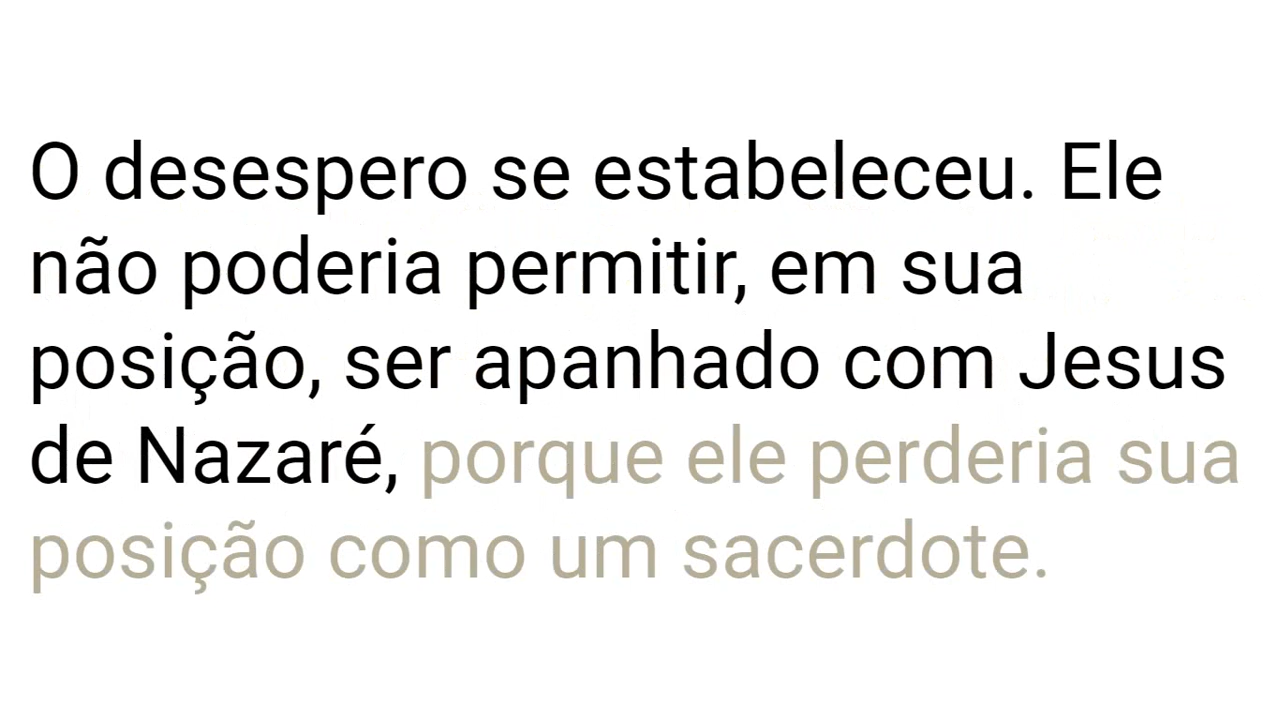 O desespero se estabeleceu. Ele
não poderia permitir, em sua
posição, ser apanhado com Jesus
de Nazaré, porque ele perderia sua
posição como um sacerdote.